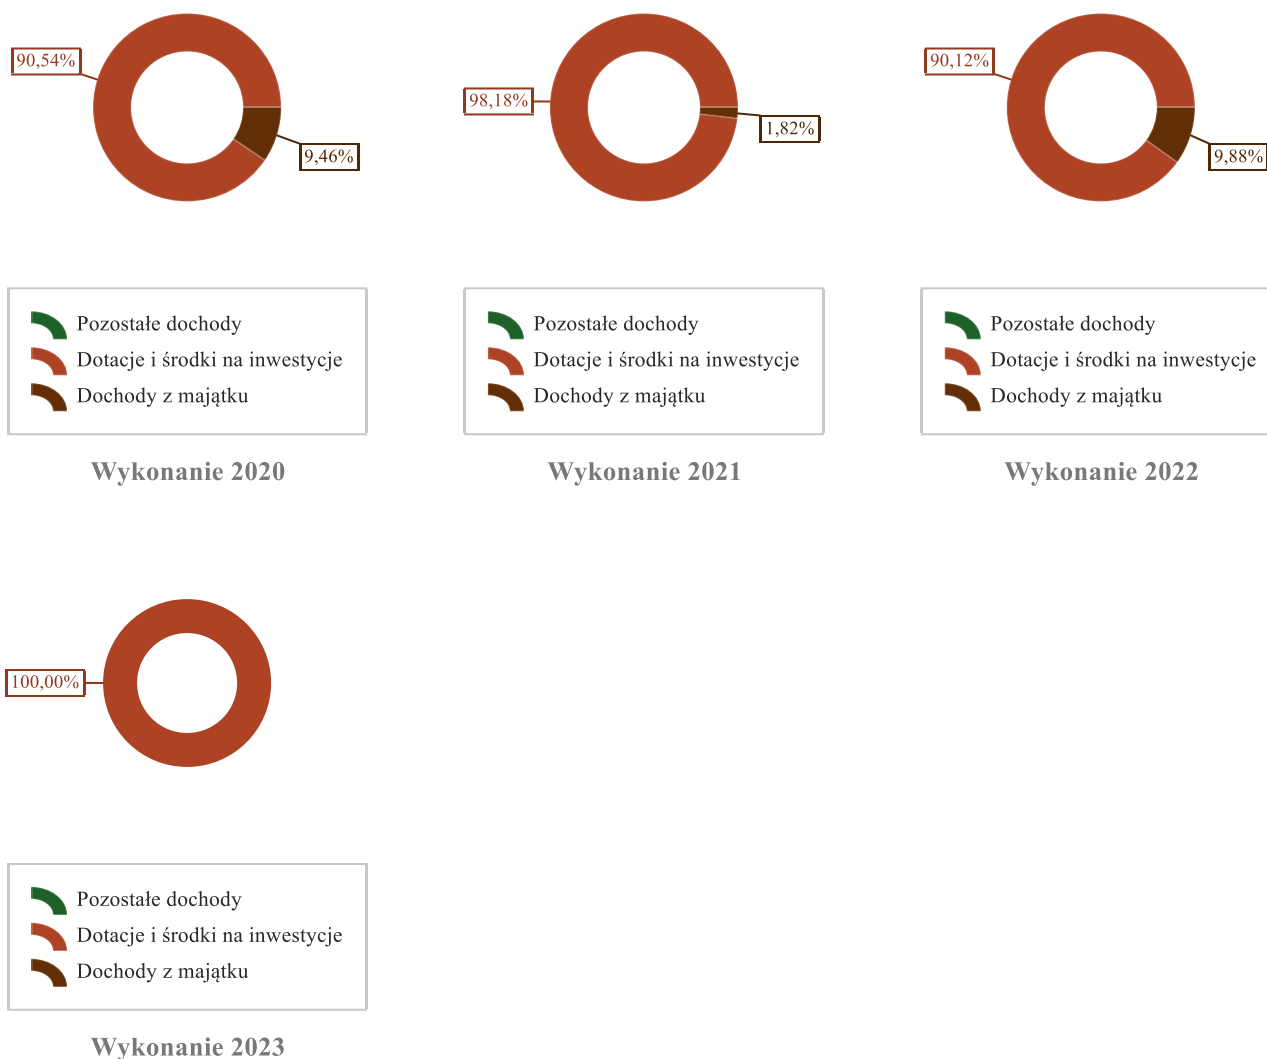 90,54%
9,46%
Pozostałe dochody
Dotacje i środki na inwestycje
Dochody z majątku
Wykonanie 2020
98,18%
1,82%
Pozostałe dochody
Dotacje i środki na inwestycje
Dochody z majątku
Wykonanie 2021
90,12%
9,88%
Pozostałe dochody
Dotacje i środki na inwestycje
Dochody z majątku
Wykonanie 2022
100,00%
Pozostałe dochody
Dotacje i środki na inwestycje
Dochody z majątku
Wykonanie 2023